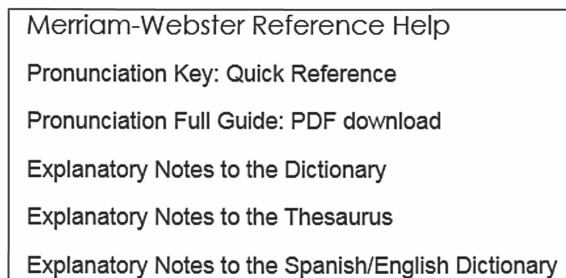 Merriam-Webster Reference Help
Pronunciation Key: Quick Reference
Pronunciation Full Guide: PDF download
Explanatory Notes to the Dictionary
Explanatory Notes to the Thesaurus
Explanatory Notes to the Spanish/English Dictionary